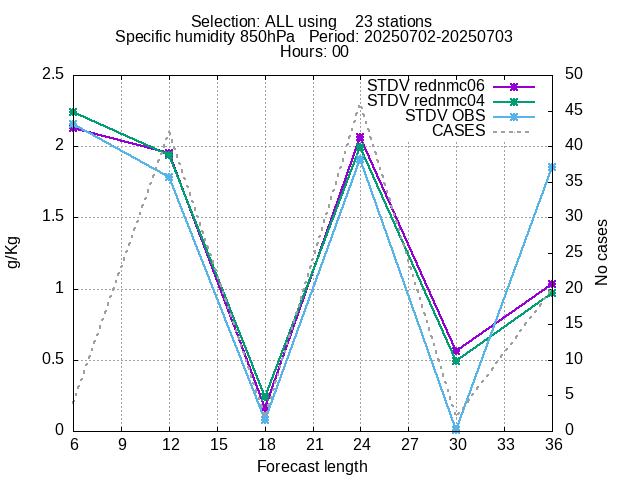 Selection: ALL using    23 stations
Specific humidity 850hPa   Period: 20250702-20250703
Hours: 00
STDV rednmc06
STDV rednmc04
STDV OBS
CASES
2.5
2
1.5
1
0.5
0
g/Kg
50
45
40
35
30
25
20
15
10
5
0
No cases
6 9 12 15 18 21 24 27 30 33 36
Forecast length